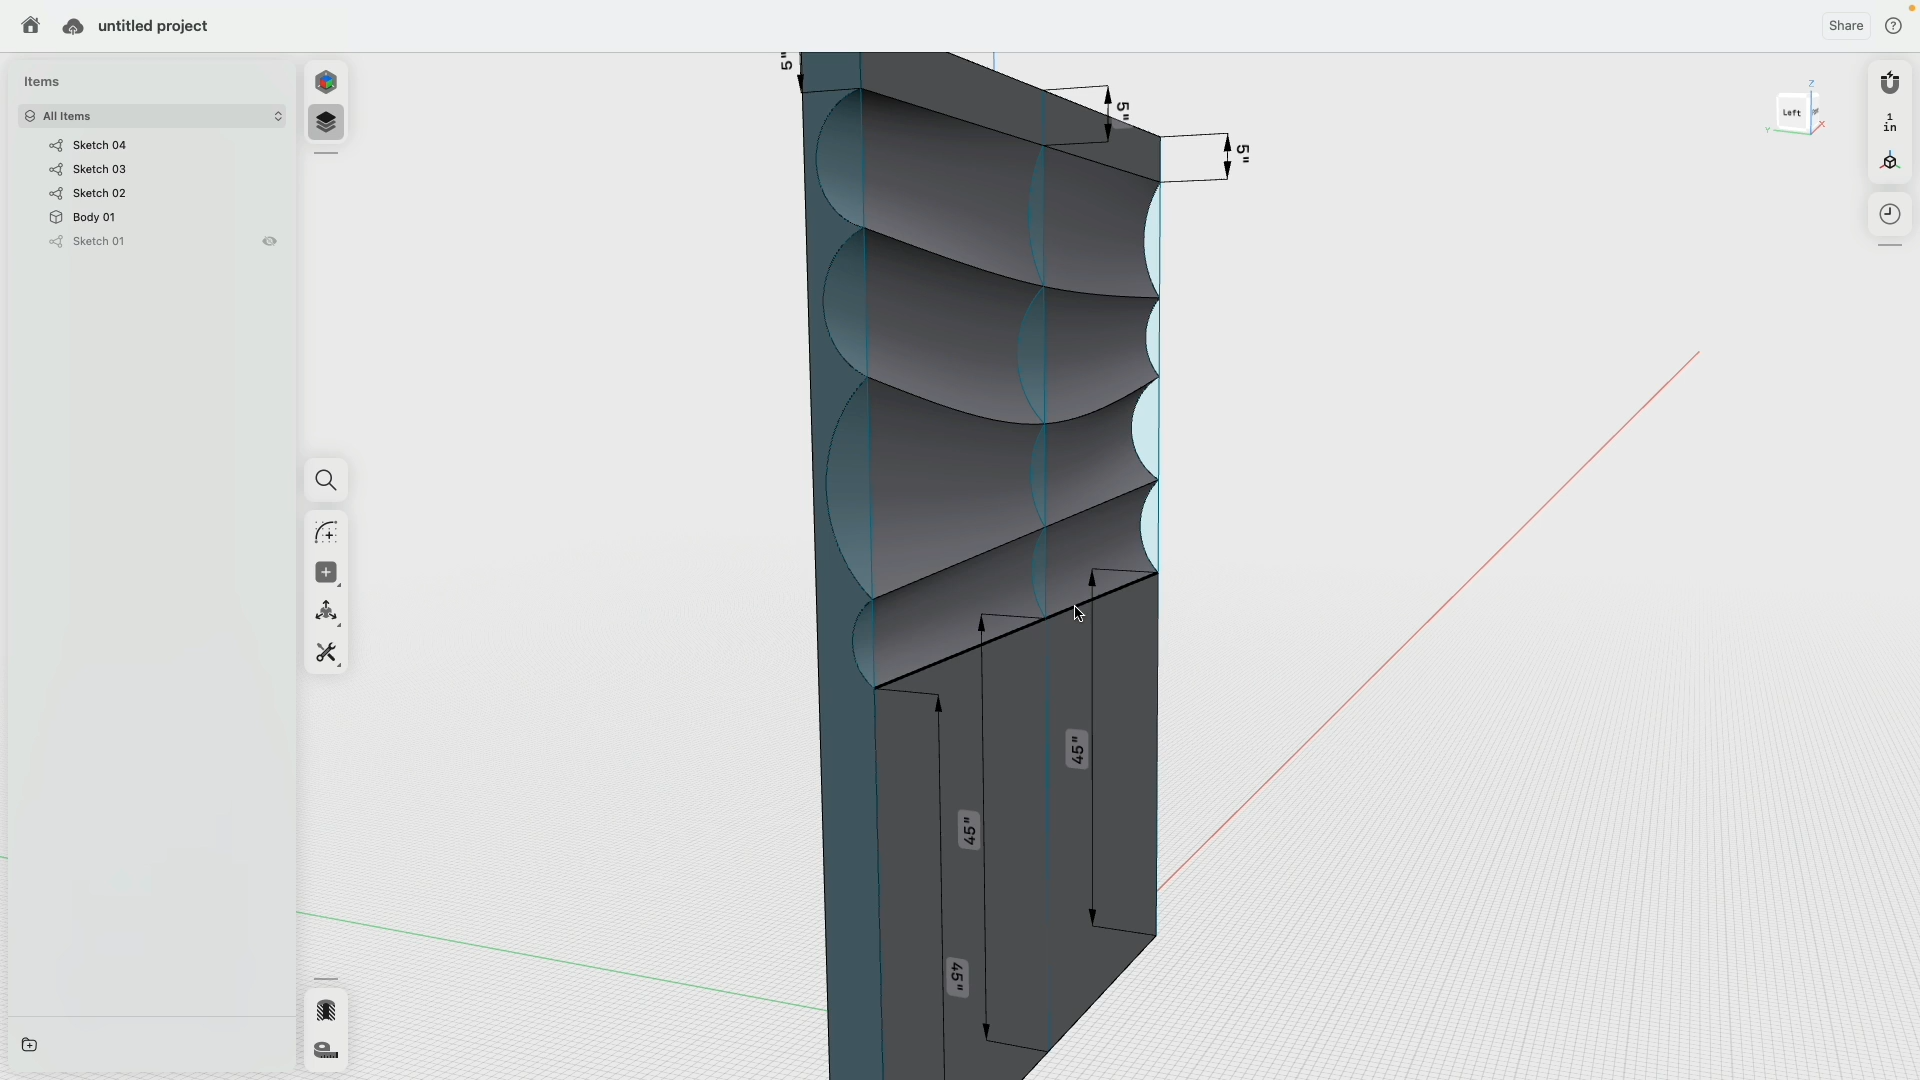 untitled project
Share
Items
All Items
Sketch 04
Sketch 03
Sketch 02
Body 01
Sketch 01
5"
5"
5"
45"
45"
45"
Left
Z
Y
X
1
in